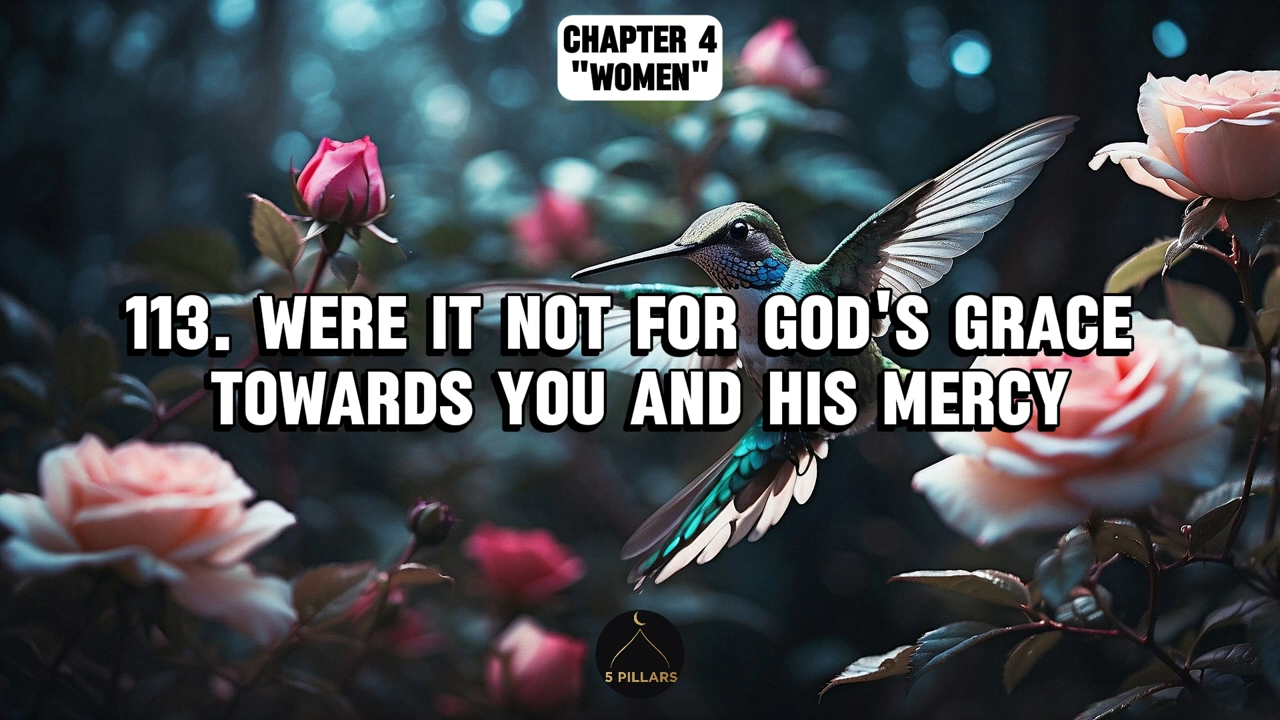 CHAPTER 4
"WOMEN"
113. WERE IT NOT FOR GOD'S GRACE
TOWARDS YOU AND HIS MERCY
5 PILLARS